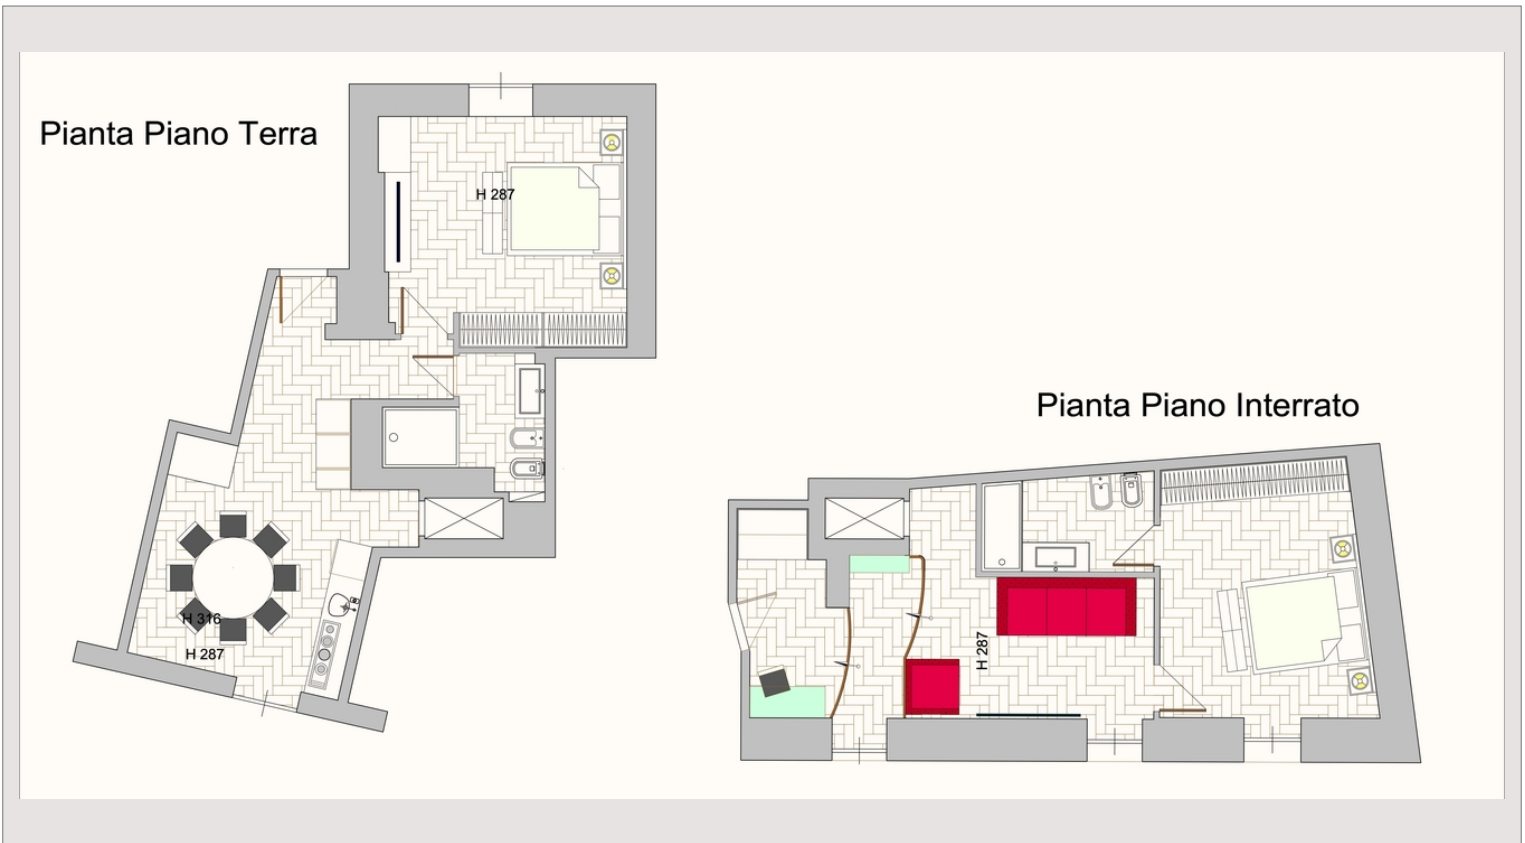 Pianta Piano Terra
H 287
Pianta Piano Interrato
H 316
H 287
H 287